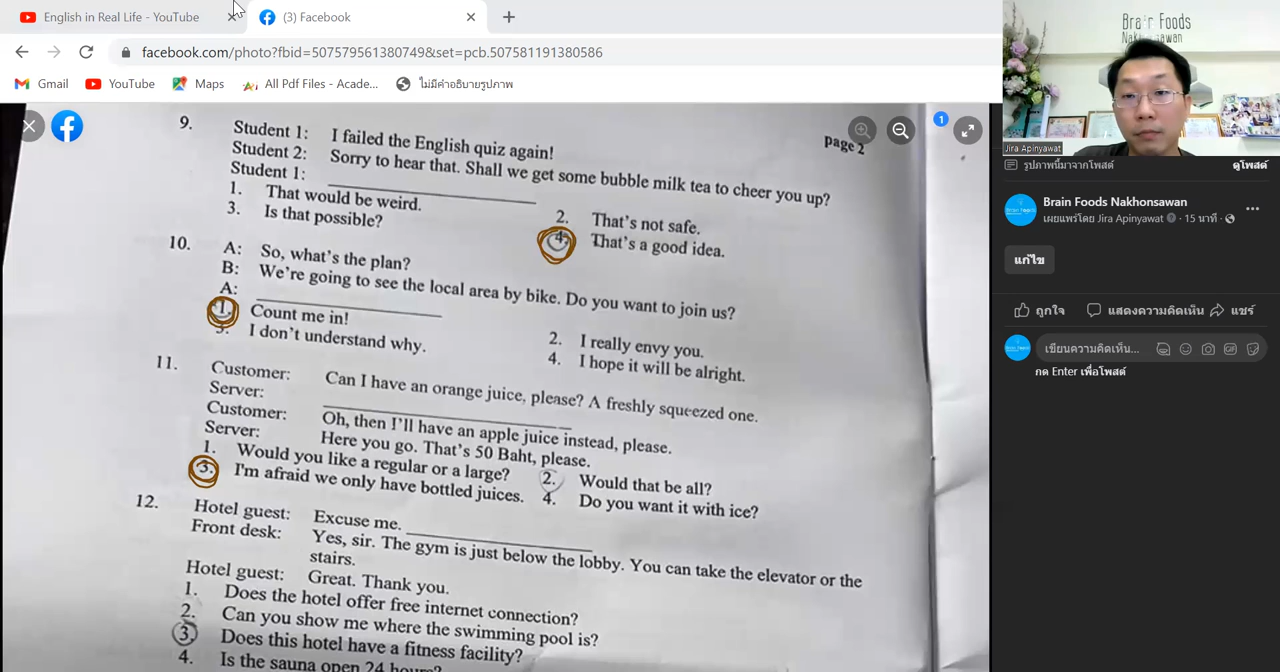 English in Real Life - YouTube
(3) Facebook
facebook.com/photo?fbid=507579561380749&set=pcb.507581191380586
Gmail
YouTube
Maps
All Pdf Files - Acade...
ไม่มีคำอธิบายรูปภาพ
page 2
9. Student 1: I failed the English quiz again!
Student 2: Sorry to hear that. Shall we get some bubble milk tea to cheer you up?
Student 1:
1. That would be weird. 2. That's not safe.
3. Is that possible? 4. That's a good idea.
10. A: So, what's the plan?
B: We're going to see the local area by bike. Do you want to join us?
A:
1. Count me in! 2. I really envy you.
3. I don't understand why. 4. I hope it will be alright.
11. Customer: Can I have an orange juice, please? A freshly squeezed one.
Server:
Customer: Oh, then I'll have an apple juice instead, please.
Server: Here you go. That's 50 Baht, please.
1. Would you like a regular or a large? 2. Would that be all?
3. I'm afraid we only have bottled juices. 4. Do you want it with ice?
12. Hotel guest: Excuse me.
Front desk: Yes, sir. The gym is just below the lobby. You can take the elevator or the
stairs.
Hotel guest: Great. Thank you.
1. Does the hotel offer free internet connection?
2. Can you show me where the swimming pool is?
3. Does this hotel have a fitness facility?
4. Is the sauna open 24 hours?
1
Brain Foods
Nakhonsawan
Jira Apinyawat
รูปภาพนี้มาจากโพสต์
ดูโพสต์
Brain Foods Nakhonsawan
เผยแพร่โดย Jira Apinyawat · 15 นาที ·
แก้ไข
ถูกใจ
แสดงความคิดเห็น
แชร์
เขียนความคิดเห็น...
กด Enter เพื่อโพสต์